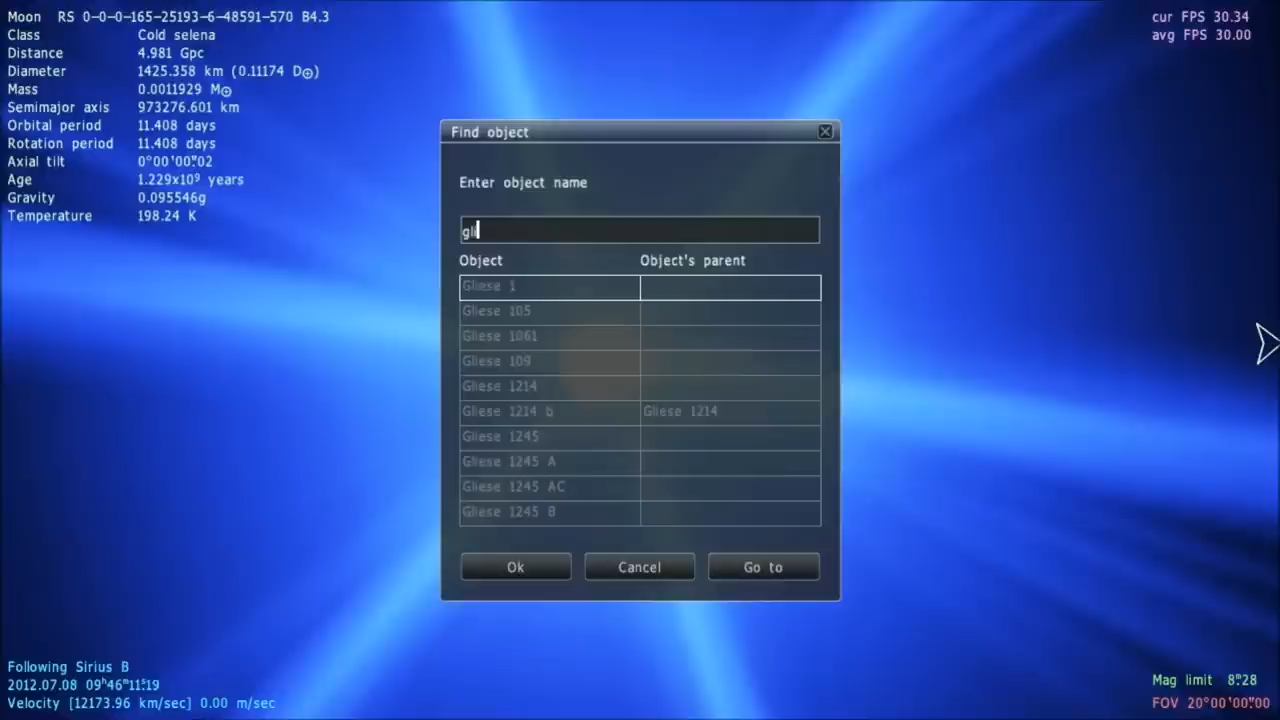 Moon RS 0-0-0-165-25193-6-48591-570 B4.3
Class Cold selena
Distance 4.981 Gpc
Diameter 1425.358 km (0.11174 D⊕)
Mass 0.0011929 M⊕
Semimajor axis 973276.601 km
Orbital period 11.408 days
Rotation period 11.408 days
Axial tilt 0°00'00"02
Age 1.229x10⁹ years
Gravity 0.095546g
Temperature 198.24 K
cur FPS 30.34
avg FPS 30.00
Find object
Enter object name
gli
Object Object's parent
Gliese 1
Gliese 105
Gliese 1061
Gliese 109
Gliese 1214
Gliese 1214 b Gliese 1214
Gliese 1245
Gliese 1245 A
Gliese 1245 AC
Gliese 1245 B
Ok Cancel Go to
Following Sirius B
2012.07.08 09ʰ46ᵐ11ˢ19
Velocity [12173.96 km/sec] 0.00 m/sec
Mag limit 8ᵐ28
FOV 20°00'00"00